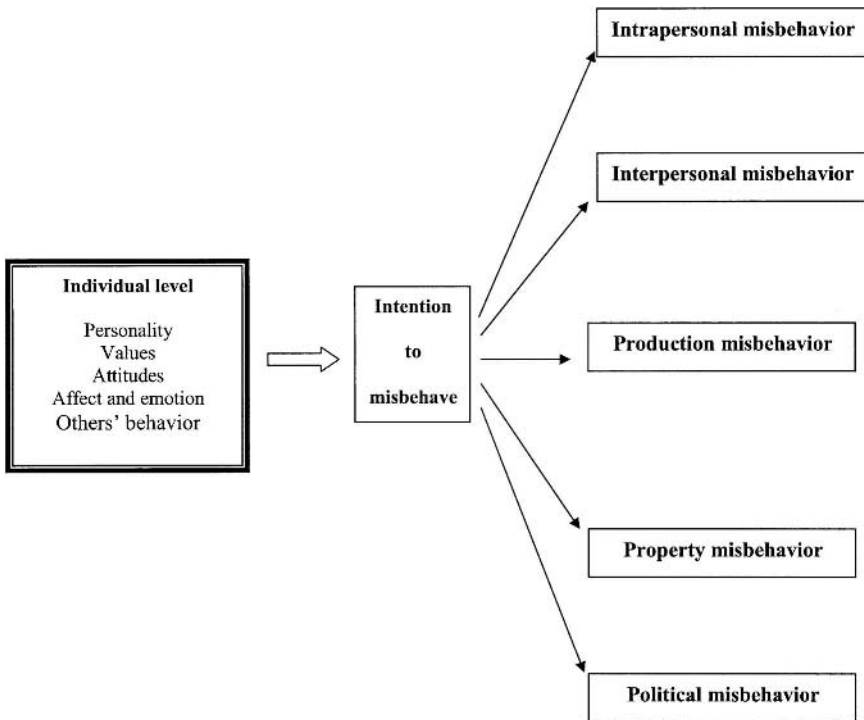 Intrapersonal misbehavior
Interpersonal misbehavior
Individual level
Personality
Values
Attitudes
Affect and emotion
Others' behavior
Intention
to
misbehave
Production misbehavior
Property misbehavior
Political misbehavior